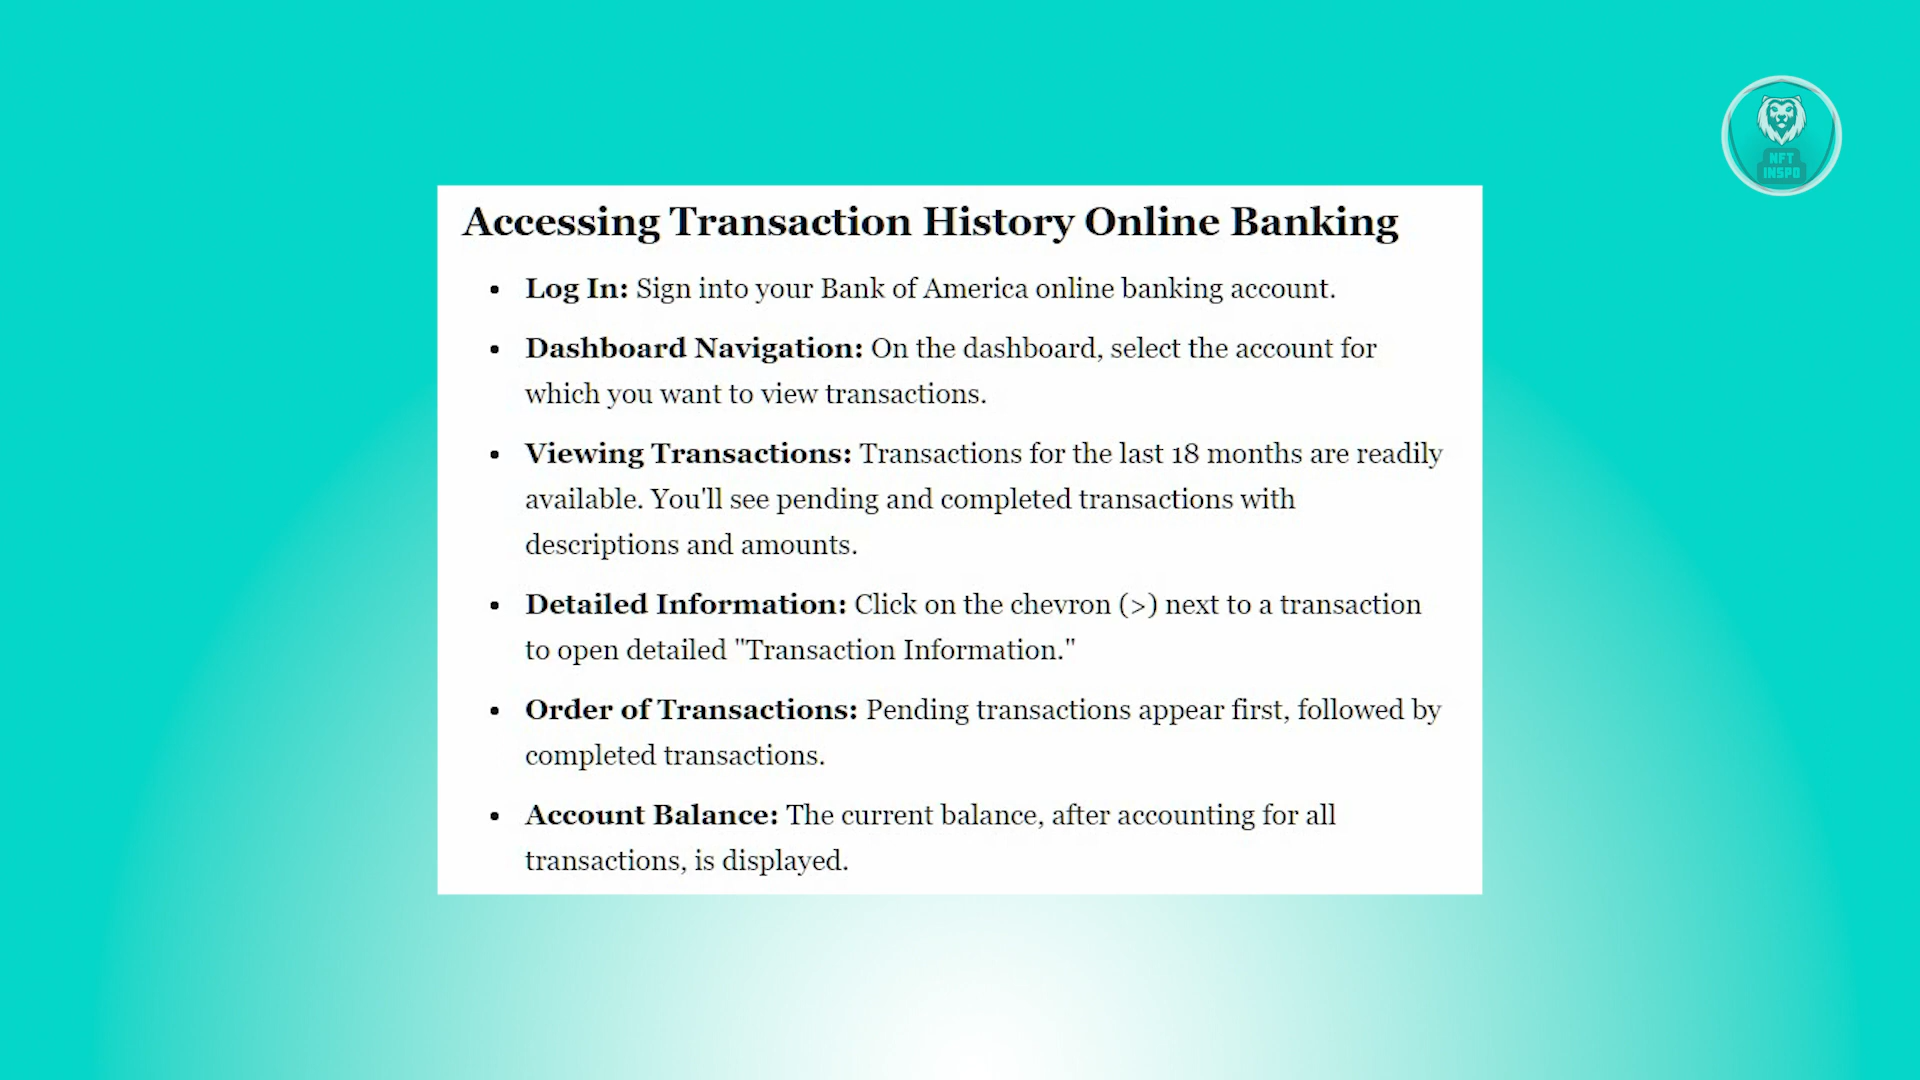 NFT
INSPO
Accessing Transaction History Online Banking
• Log In: Sign into your Bank of America online banking account.
• Dashboard Navigation: On the dashboard, select the account for
which you want to view transactions.
• Viewing Transactions: Transactions for the last 18 months are readily
available. You'll see pending and completed transactions with
descriptions and amounts.
• Detailed Information: Click on the chevron (>) next to a transaction
to open detailed "Transaction Information."
• Order of Transactions: Pending transactions appear first, followed by
completed transactions.
• Account Balance: The current balance, after accounting for all
transactions, is displayed.